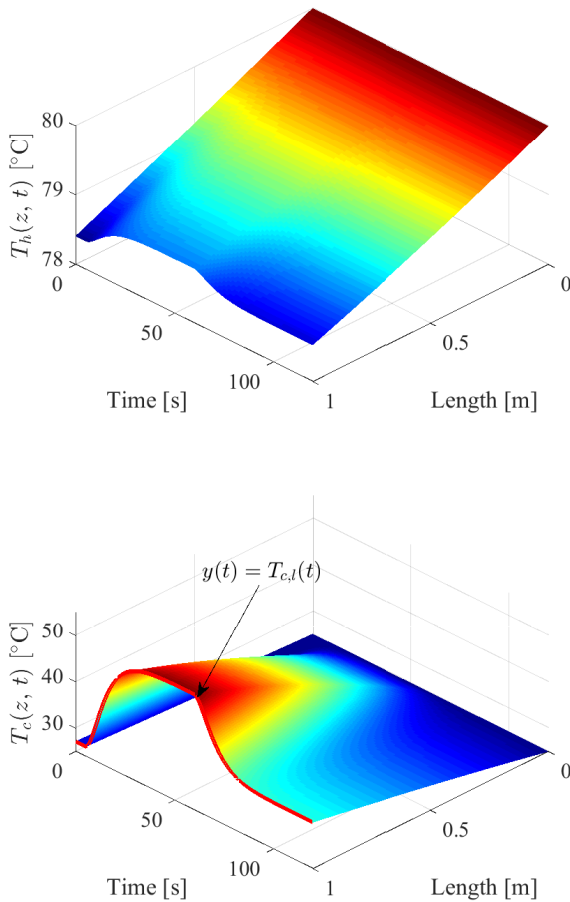 80
79
78
T_h(z, t) [°C]
0
50
100
Time [s]
0
0.5
1
Length [m]
y(t) = T_{c,l}(t)
50
40
30
T_c(z, t) [°C]
0
50
100
Time [s]
0
0.5
1
Length [m]